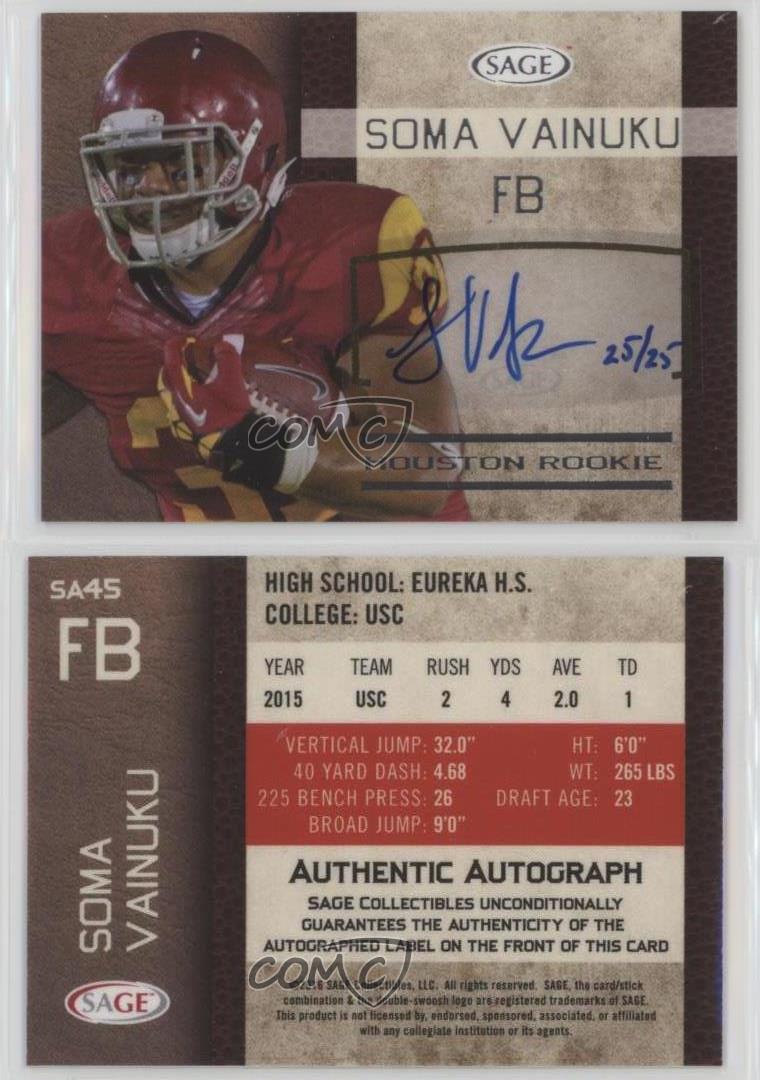 SAGE
SOMA VAINUKU
FB
25/25
SAGE
COMC
HOUSTON ROOKIE
SA45
FB
SOMA
VAINUKU
SAGE
HIGH SCHOOL: EUREKA H.S.
COLLEGE: USC
YEAR TEAM RUSH YDS AVE TD
2015 USC 2 4 2.0 1
VERTICAL JUMP: 32.0" HT: 6'0"
40 YARD DASH: 4.68 WT: 265 LBS
225 BENCH PRESS: 26 DRAFT AGE: 23
BROAD JUMP: 9'0"
AUTHENTIC AUTOGRAPH
SAGE COLLECTIBLES UNCONDITIONALLY
GUARANTEES THE AUTHENTICITY OF THE
AUTOGRAPHED LABEL ON THE FRONT OF THIS CARD
COMC
©2016 SAGE Collectibles, LLC. All rights reserved. SAGE, the card/stick
combination & the double-swoosh logo are registered trademarks of SAGE.
This product is not licensed by, endorsed, sponsored, associated, or affiliated
with any collegiate institution or its agents.